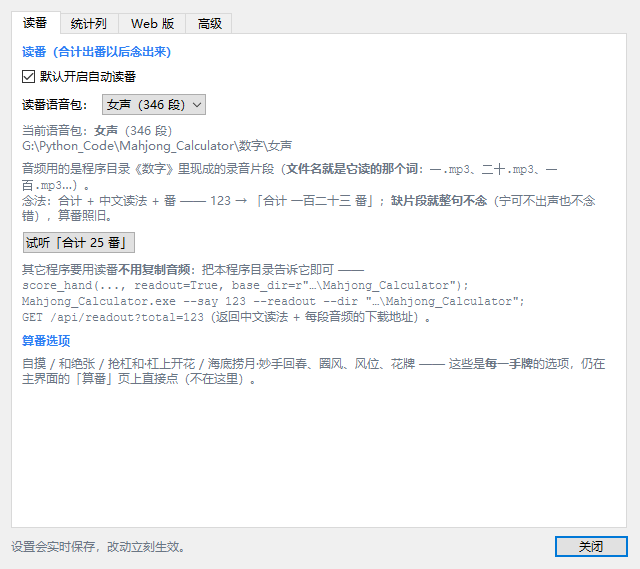 读番 统计列 Web 版 高级
读番（合计出番以后念出来）
默认开启自动读番
读番语音包： 女声（346 段）
当前语音包：女声（346 段）
G:\Python_Code\Mahjong_Calculator\数字\女声
音频用的是程序目录《数字》里现成的录音片段（文件名就是它读的那个词：一.mp3、二十.mp3、一
百.mp3…）。
念法：合计 + 中文读法 + 番 —— 123 → 「合计 一百二十三 番」；缺片段就整句不念（宁可不出声也不念
错），算番照旧。
试听「合计 25 番」
其它程序要用读番不用复制音频：把本程序目录告诉它即可 ——
score_hand(..., readout=True, base_dir=r"…\Mahjong_Calculator");
Mahjong_Calculator.exe --say 123 --readout --dir "…\Mahjong_Calculator";
GET /api/readout?total=123（返回中文读法 + 每段音频的下载地址）。
算番选项
自摸 / 和绝张 / 抢杠和·杠上开花 / 海底捞月·妙手回春、圈风、风位、花牌 —— 这些是每一手牌的选项，仍在
主界面的「算番」页上直接点（不在这里）。
设置会实时保存，改动立刻生效。
关闭